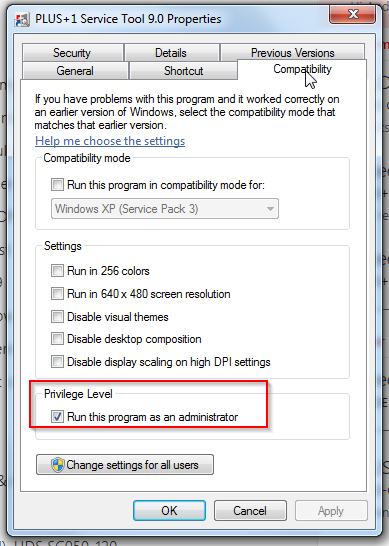 PLUS+1 Service Tool 9.0 Properties
Security Details Previous Versions
General Shortcut Compatibility
If you have problems with this program and it worked correctly on
an earlier version of Windows, select the compatibility mode that
matches that earlier version.
Help me choose the settings
Compatibility mode
Run this program in compatibility mode for:
Windows XP (Service Pack 3)
Settings
Run in 256 colors
Run in 640 x 480 screen resolution
Disable visual themes
Disable desktop composition
Disable display scaling on high DPI settings
Privilege Level
Run this program as an administrator
Change settings for all users
OK Cancel Apply